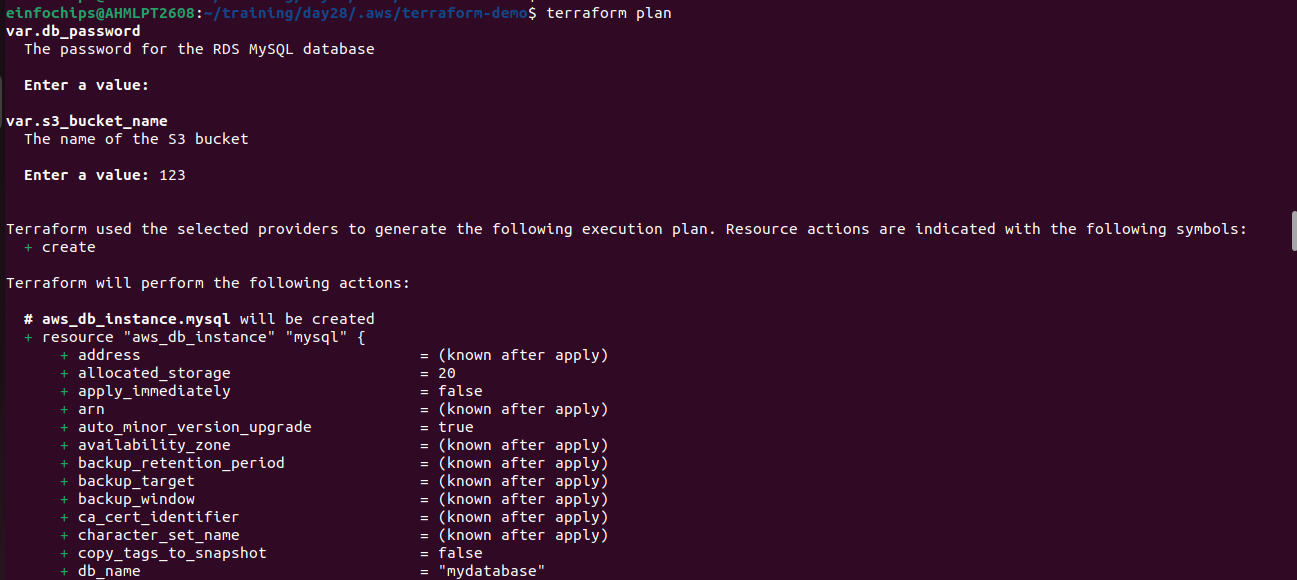 einfochips@AHMLPT2608:~/training/day28/.aws/terraform-demo$ terraform plan
var.db_password
  The password for the RDS MySQL database

  Enter a value:

var.s3_bucket_name
  The name of the S3 bucket

  Enter a value: 123


Terraform used the selected providers to generate the following execution plan. Resource actions are indicated with the following symbols:
  + create

Terraform will perform the following actions:

  # aws_db_instance.mysql will be created
  + resource "aws_db_instance" "mysql" {
      + address                               = (known after apply)
      + allocated_storage                     = 20
      + apply_immediately                     = false
      + arn                                   = (known after apply)
      + auto_minor_version_upgrade            = true
      + availability_zone                     = (known after apply)
      + backup_retention_period               = (known after apply)
      + backup_target                         = (known after apply)
      + backup_window                         = (known after apply)
      + ca_cert_identifier                    = (known after apply)
      + character_set_name                    = (known after apply)
      + copy_tags_to_snapshot                 = false
      + db_name                               = "mydatabase"